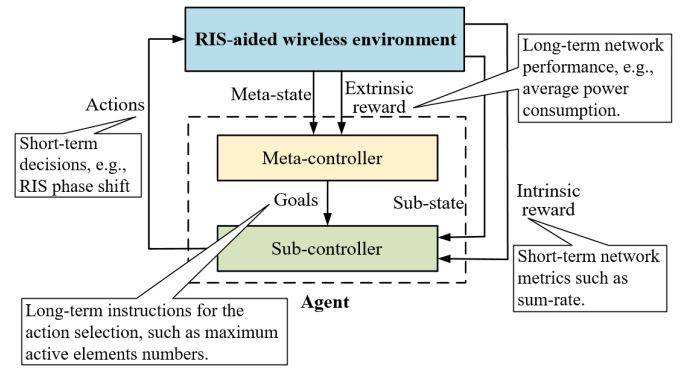 RIS-aided wireless environment
Long-term network
performance, e.g.,
average power
consumption.
Meta-state
Extrinsic
reward
Actions
Short-term
decisions, e.g.,
RIS phase shift
Meta-controller
Goals
Sub-state
Intrinsic
reward
Sub-controller
Short-term network
metrics such as
sum-rate.
Agent
Long-term instructions for the
action selection, such as maximum
active elements numbers.